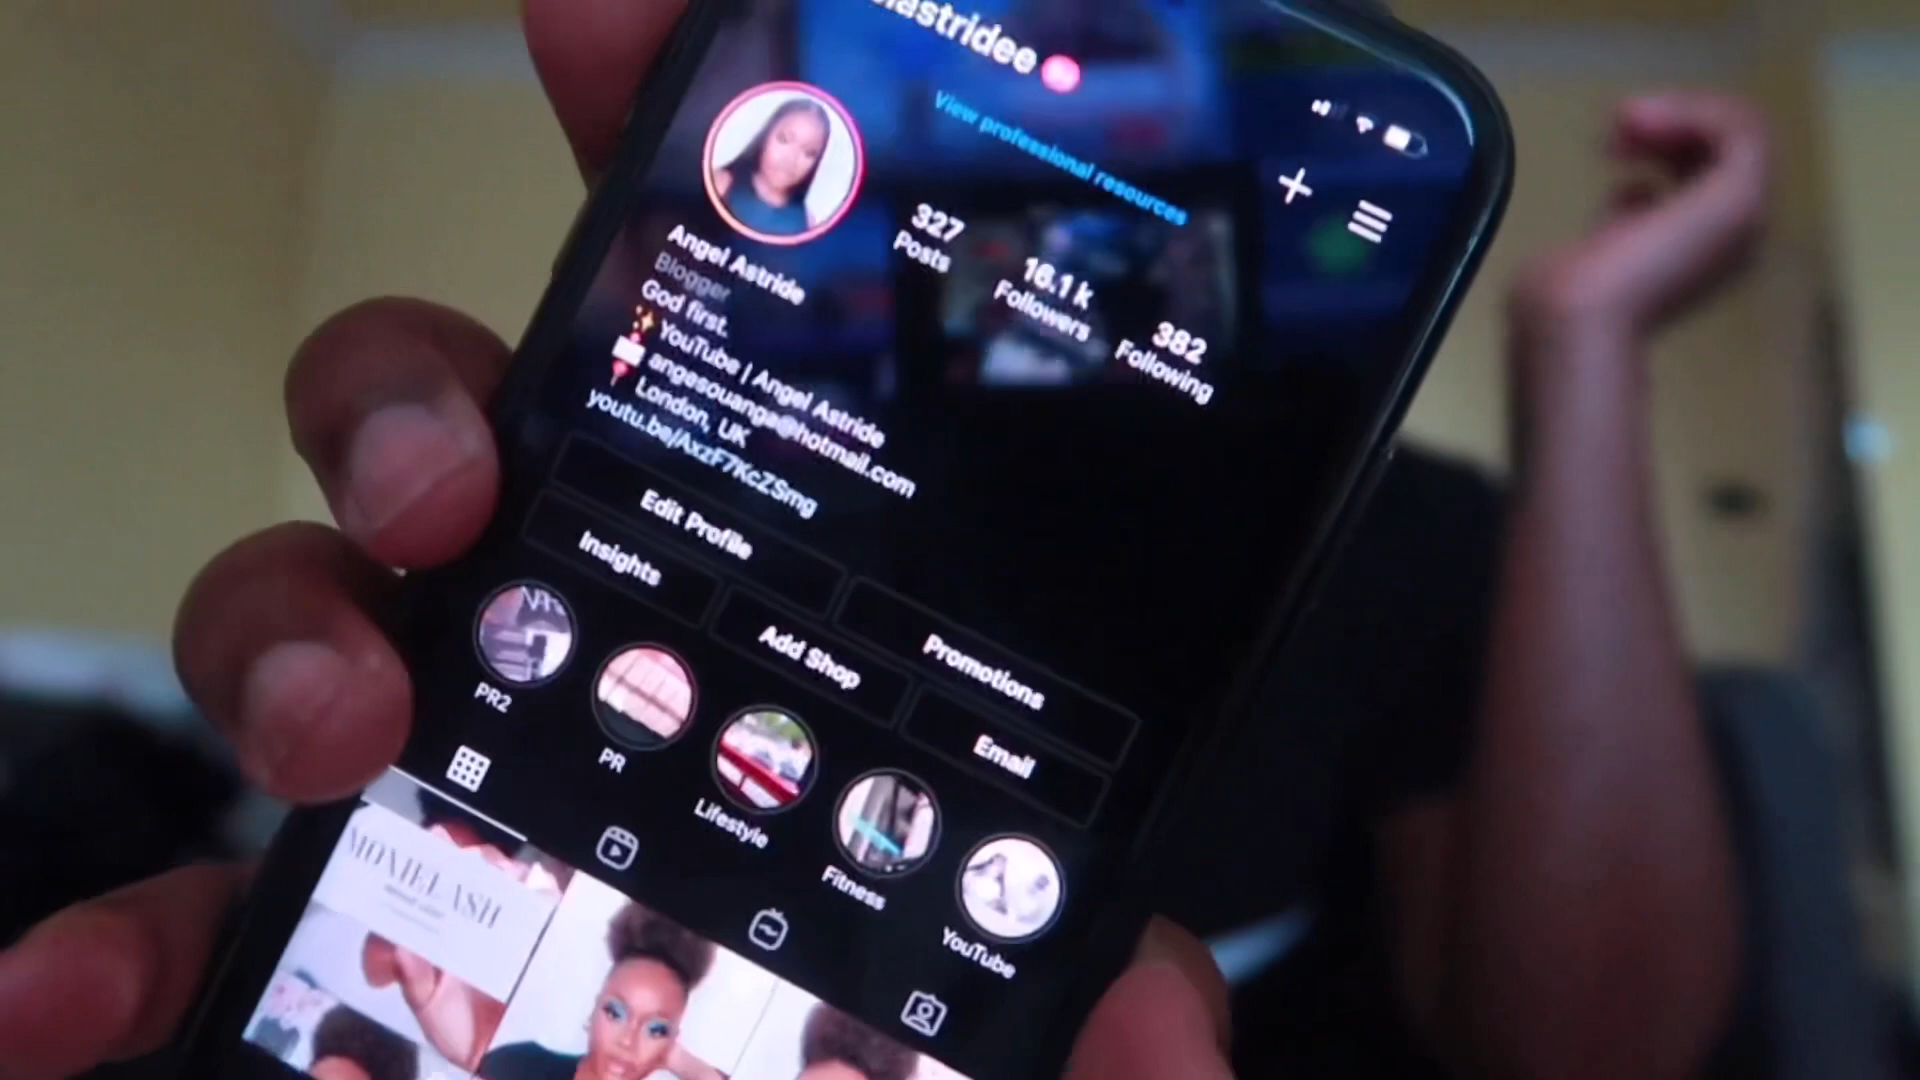 astridee
View professional resources
327
Posts
16.1k
Followers
382
Following
Angel Astride
Blogger
God first.
YouTube | Angel Astride
angesouanga@hotmail.com
London, UK
youtu.be/AxzF7KcZSmg
Edit Profile
Promotions
Insights
Add Shop
Email
PR2
PR
Lifestyle
Fitness
YouTube
MOXIELASH